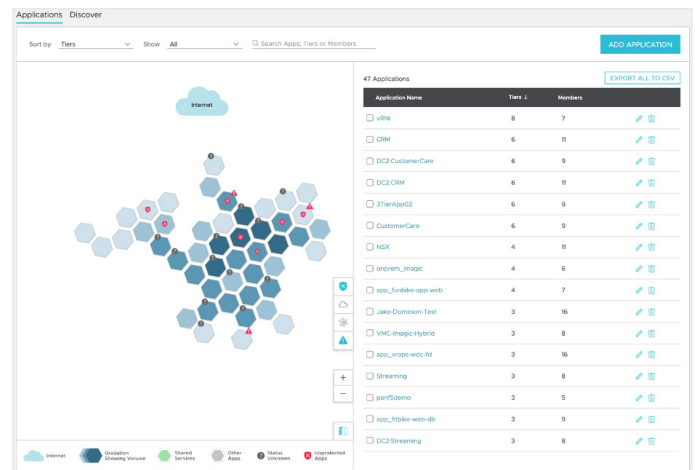 Applications Discover
Sort by Tiers Show All Search Apps, Tiers or Members ADD APPLICATION
47 Applications EXPORT ALL TO CSV
Application Name Tiers ↓ Members
vRNI 8 7
CRM 6 11
DC2:CustomerCare 6 9
DC2:CRM 6 11
3TierApp02 6 9
CustomerCare 6 9
NSX 4 11
onprem_imagic 4 6
app_funbike-app-web 4 7
Jako-Dominion-Test 3 16
VMC-Imagic-Hybrid 3 8
app_vrops-wdc-fd 3 16
Streaming 3 8
panf5demo 3 5
app_fitbike-web-db 3 9
DC2:Streaming 3 8
Internet
+
−
Internet Gradation Showing Volume Shared Services Other Apps ? Status Unknown Unprotected Apps